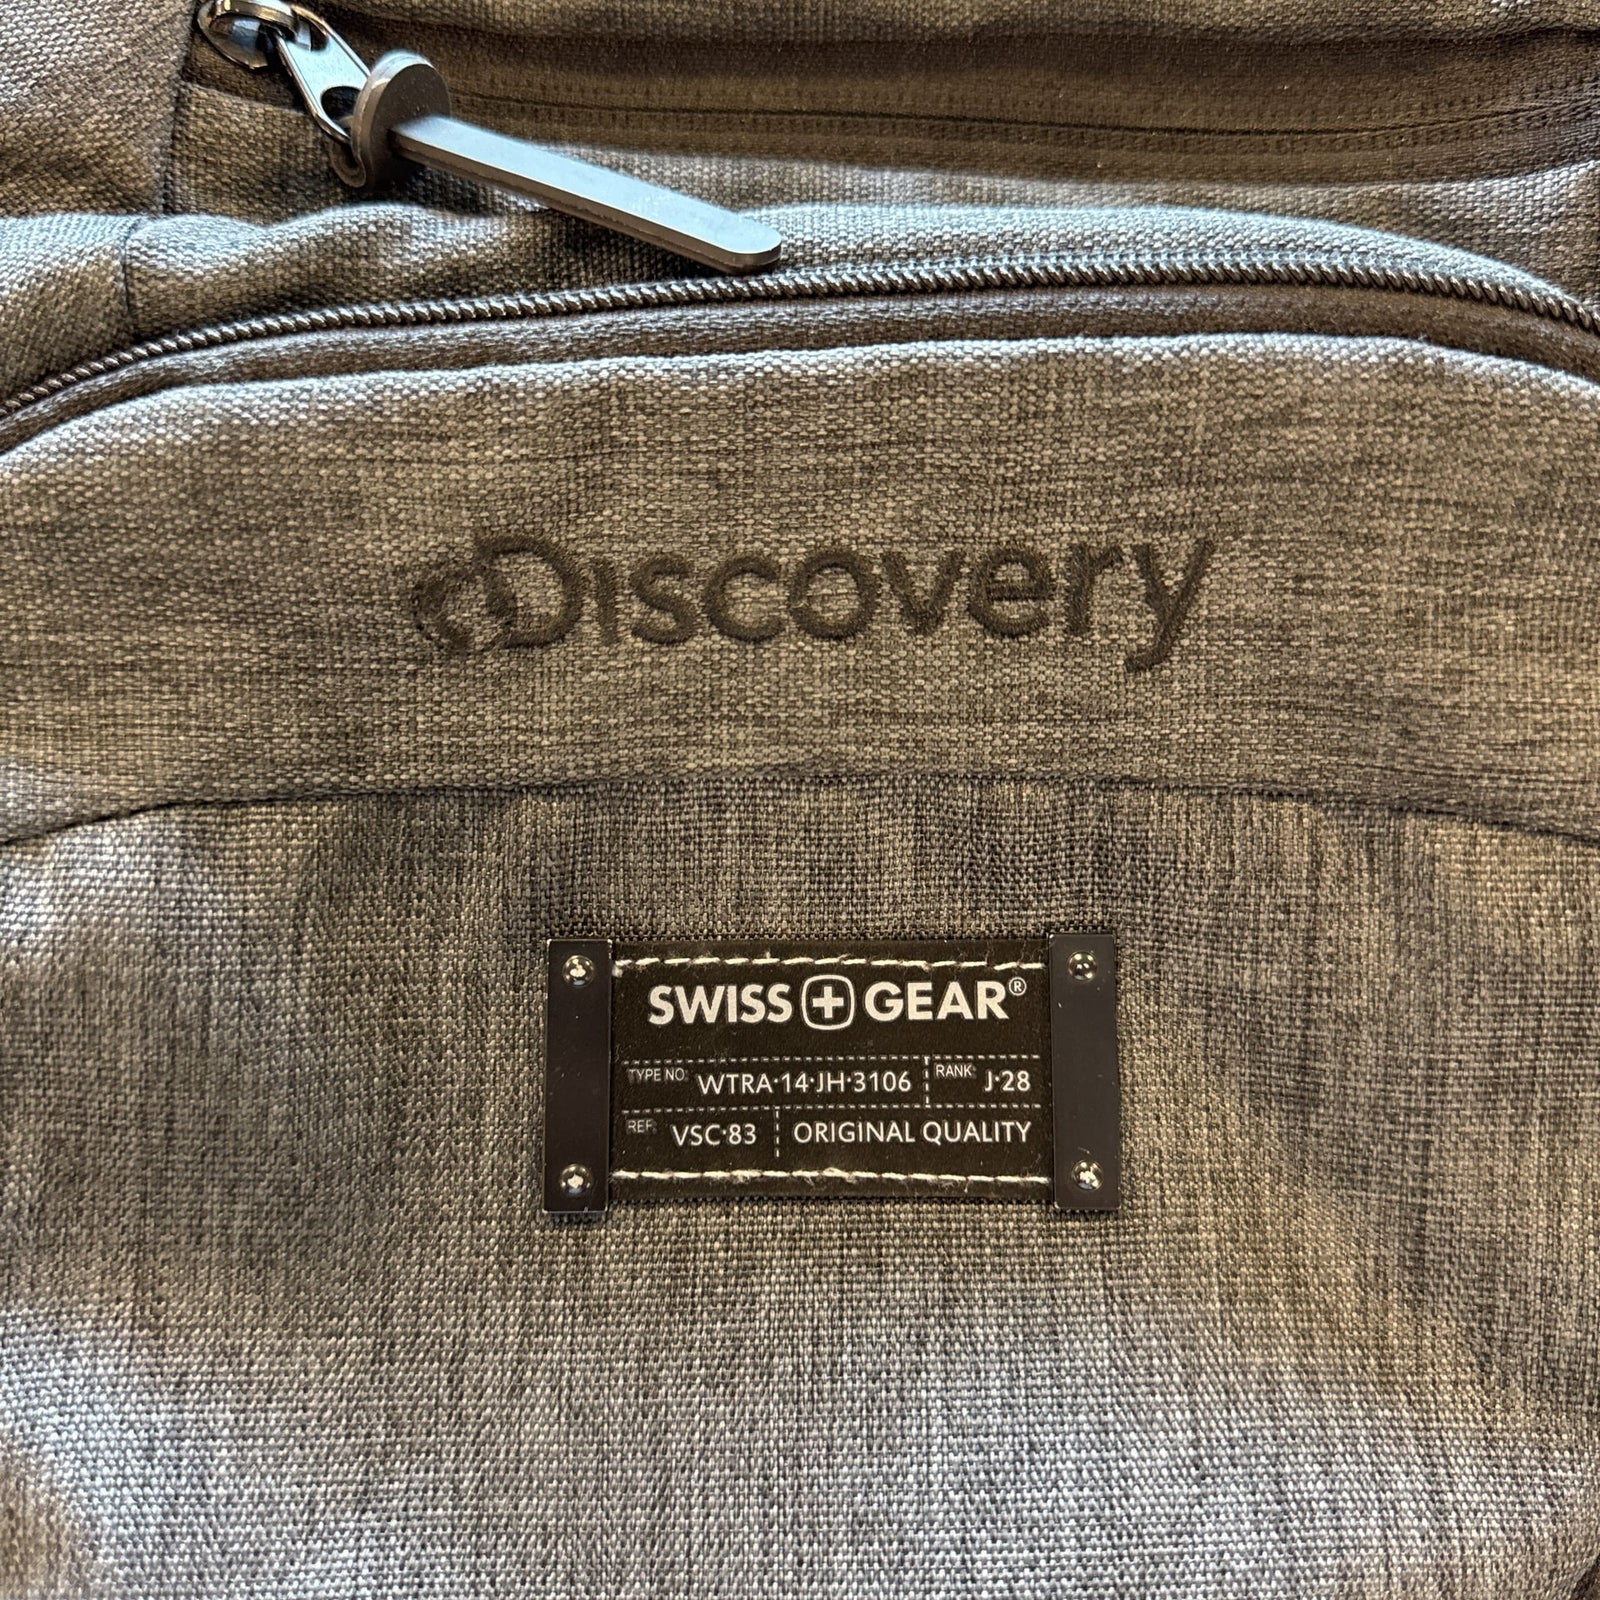 Discovery
SWISS GEAR®
TYPE NO: WTRA·14·JH·3106 RANK: J·28
REF: VSC·83 ORIGINAL QUALITY